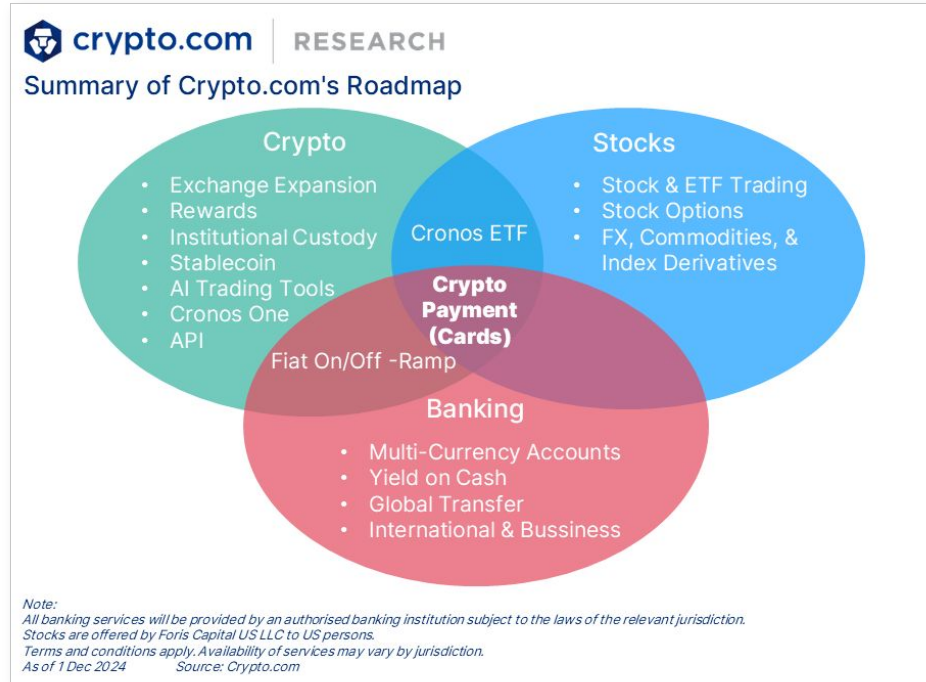 crypto.com | RESEARCH
Summary of Crypto.com's Roadmap
Crypto
• Exchange Expansion
• Rewards
• Institutional Custody
• Stablecoin
• AI Trading Tools
• Cronos One
• API
Stocks
• Stock & ETF Trading
• Stock Options
• FX, Commodities, &
Index Derivatives
Cronos ETF
Crypto
Payment
(Cards)
Fiat On/Off -Ramp
Banking
• Multi-Currency Accounts
• Yield on Cash
• Global Transfer
• International & Bussiness
Note:
All banking services will be provided by an authorised banking institution subject to the laws of the relevant jurisdiction.
Stocks are offered by Foris Capital US LLC to US persons.
Terms and conditions apply. Availability of services may vary by jurisdiction.
As of 1 Dec 2024 Source: Crypto.com